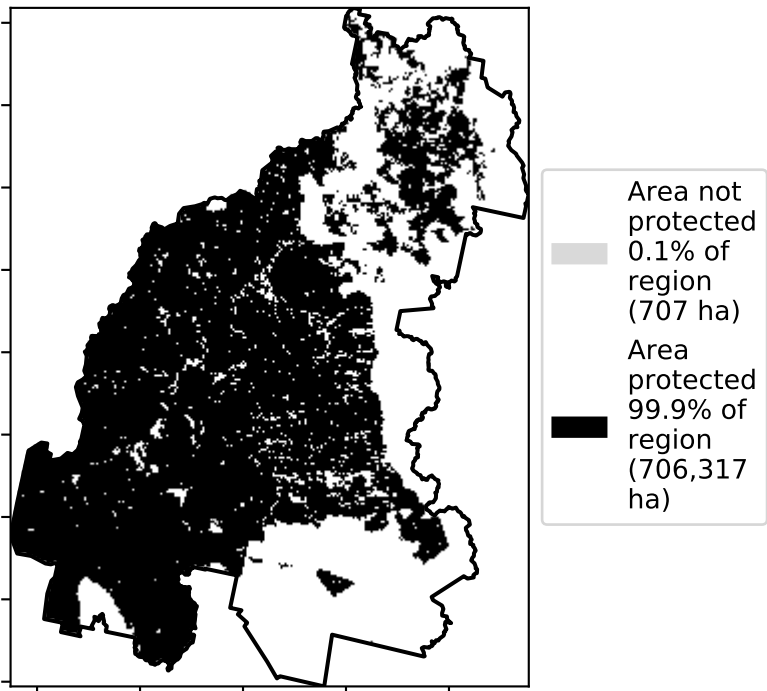 Area not
protected
0.1% of
region
(707 ha)
Area
protected
99.9% of
region
(706,317
ha)